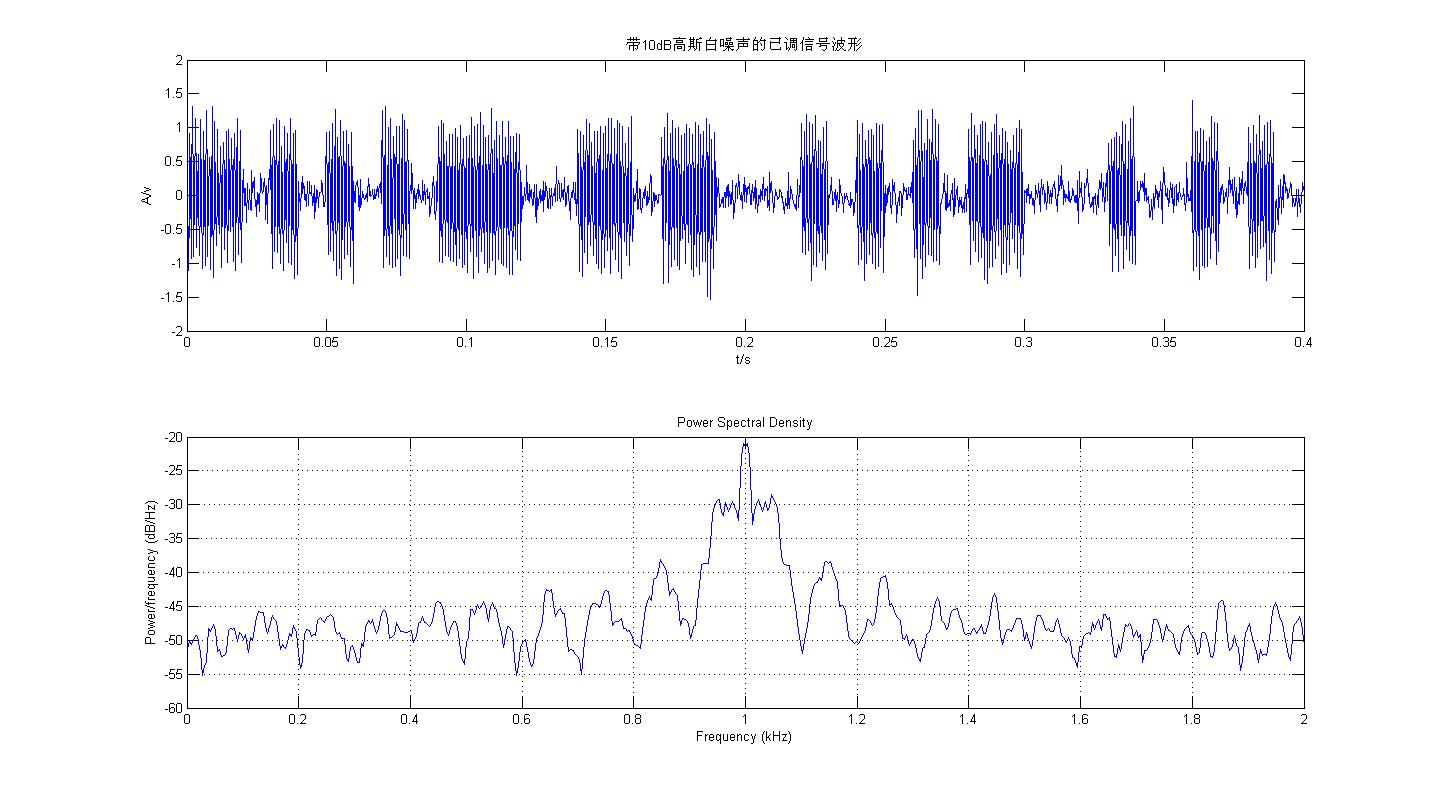 带10dB高斯白噪声的已调信号波形
2
1.5
1
0.5
0
-0.5
-1
-1.5
-2
A/v
0 0.05 0.1 0.15 0.2 0.25 0.3 0.35 0.4
t/s
Power Spectral Density
-20
-25
-30
-35
-40
-45
-50
-55
-60
Power/frequency (dB/Hz)
0 0.2 0.4 0.6 0.8 1 1.2 1.4 1.6 1.8 2
Frequency (kHz)